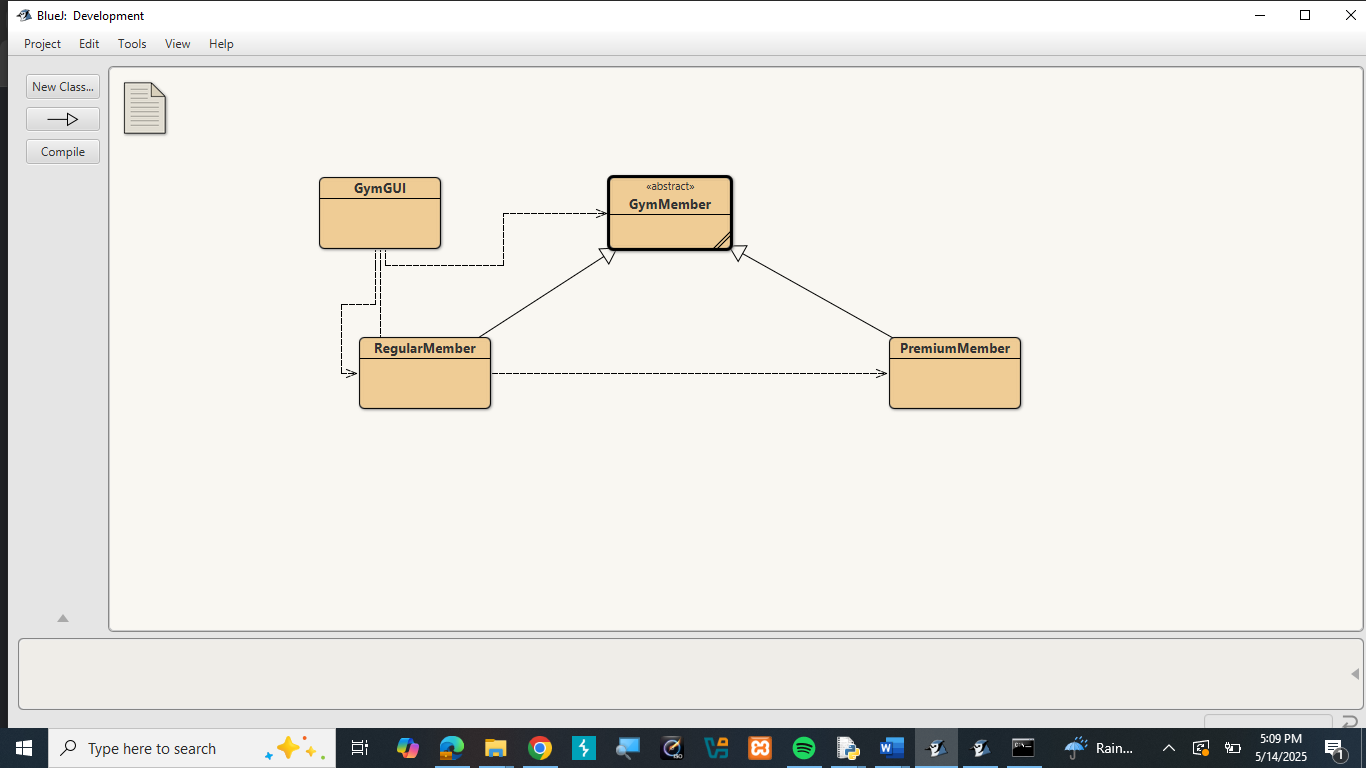 BlueJ: Development
Project Edit Tools View Help
New Class...
Compile
GymGUI
«abstract»
GymMember
RegularMember
PremiumMember
Type here to search
Rain...
5:09 PM
5/14/2025
1